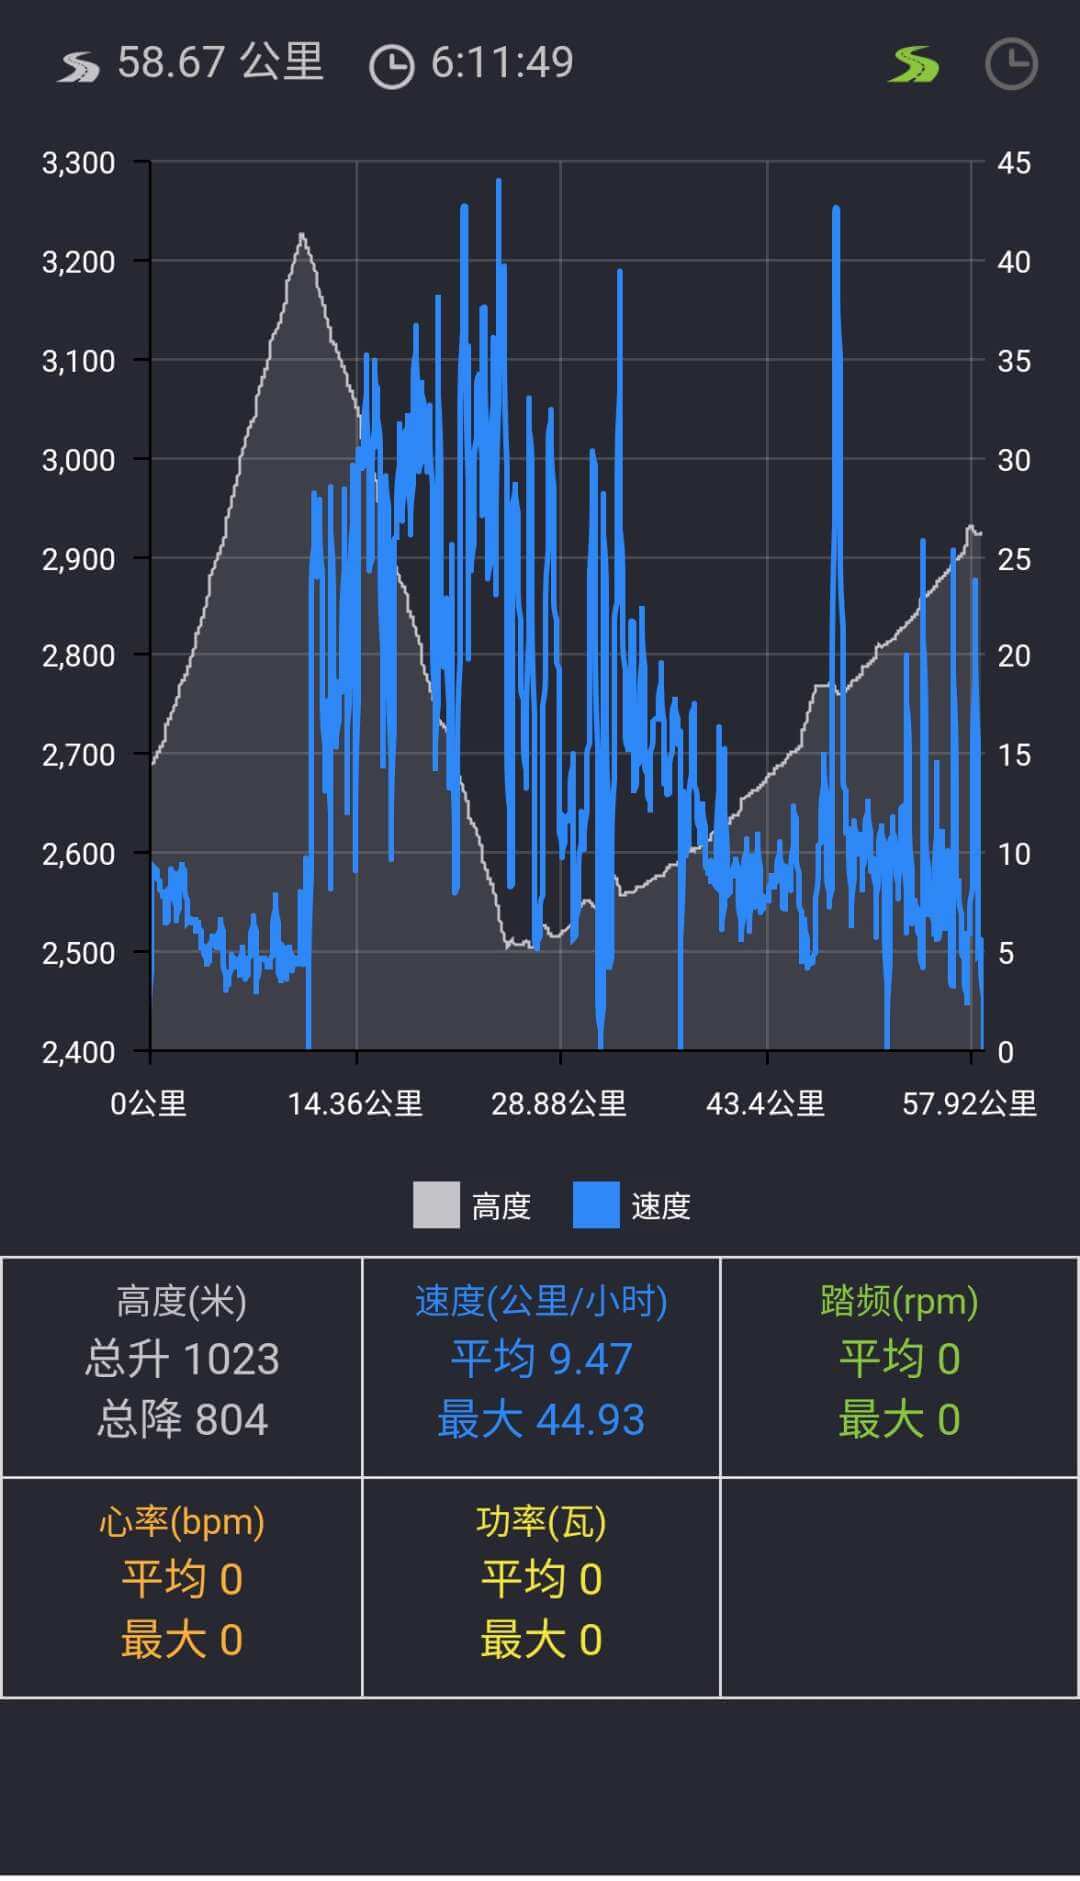 58.67 公里 6:11:49
3,300 45
3,200 40
3,100 35
3,000 30
2,900 25
2,800 20
2,700 15
2,600 10
2,500 5
2,400 0
0公里 14.36公里 28.88公里 43.4公里 57.92公里
高度 速度
高度(米) 速度(公里/小时) 踏频(rpm)
总升 1023 平均 9.47 平均 0
总降 804 最大 44.93 最大 0
心率(bpm) 功率(瓦)
平均 0 平均 0
最大 0 最大 0